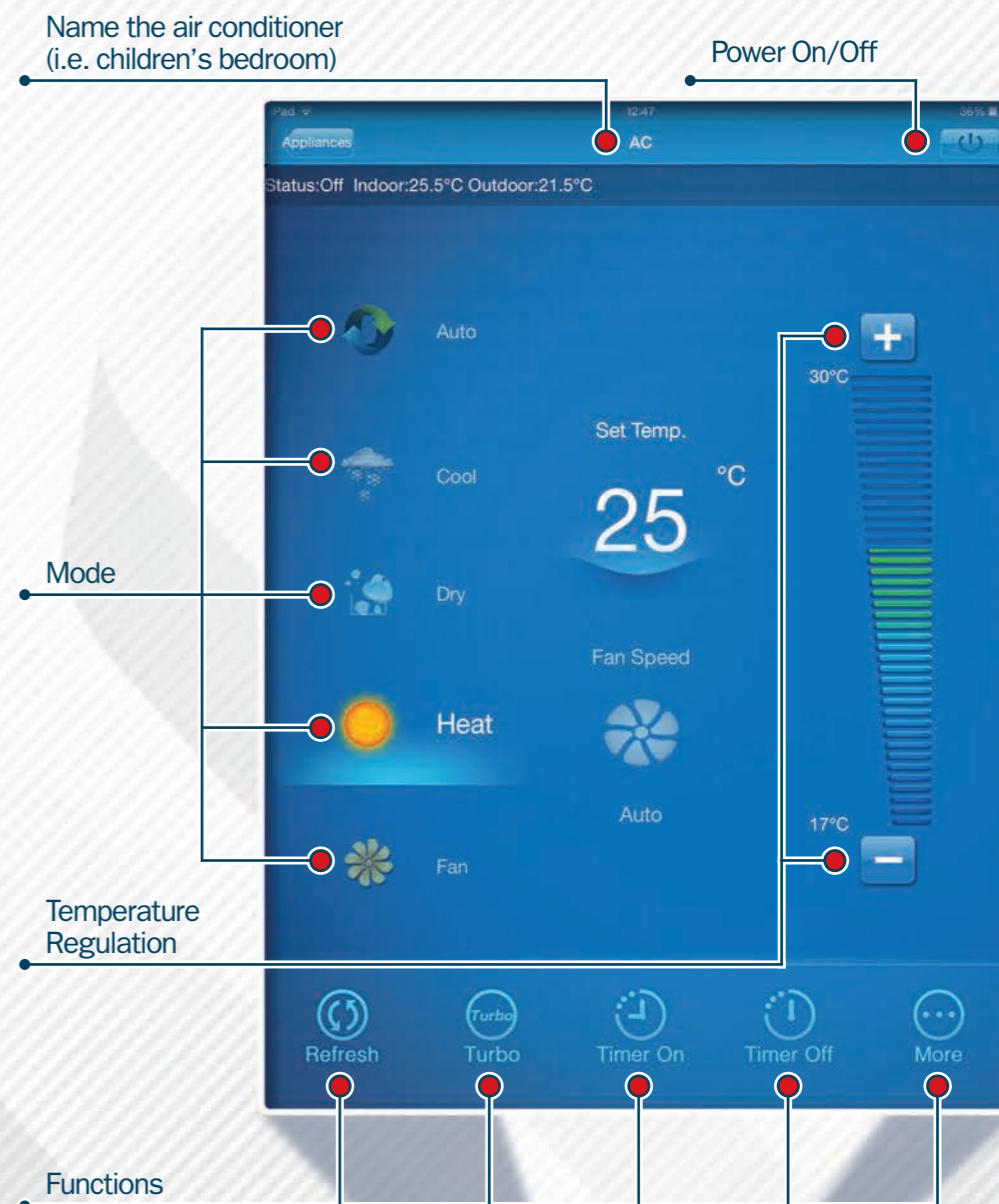 Name the air conditioner
(i.e. children's bedroom)
Power On/Off
iPad
12:47
36%
Appliances
AC
Status:Off Indoor:25.5°C Outdoor:21.5°C
Auto
30°C
Set Temp.
Cool
°C
25
Mode
Dry
Fan Speed
Heat
Auto
17°C
Fan
Temperature
Regulation
Turbo
Refresh
Turbo
Timer On
Timer Off
More
Functions